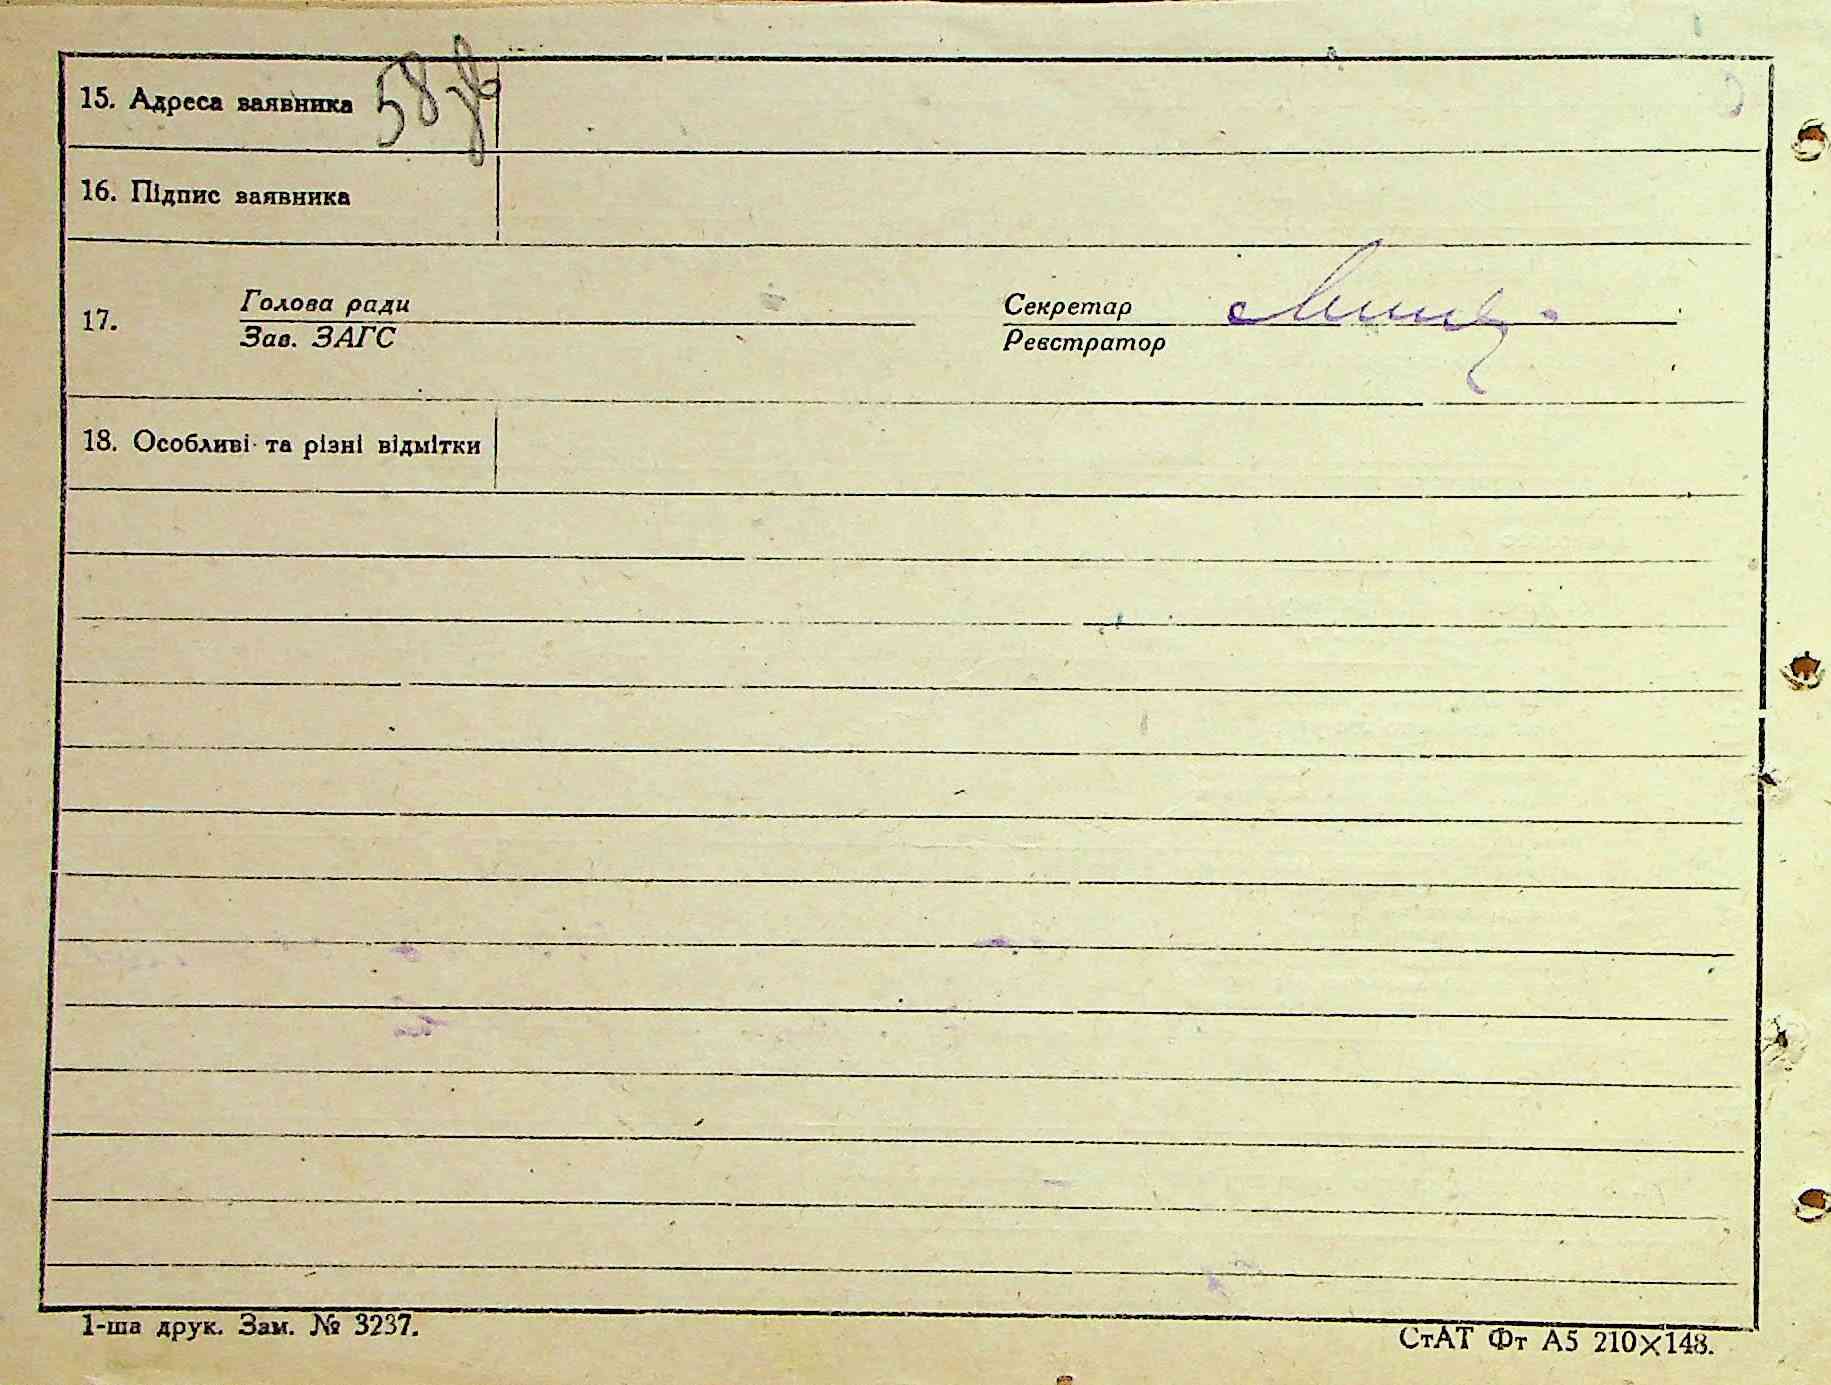 15. Адреса заявника 58 зв
16. Підпис заявника
17. Голова ради
Зав. ЗАГС
Секретар
Реєстратор
18. Особливі та різні відмітки
1-ша друк. Зам. № 3237.
СтАТ Фт А5 210×148.